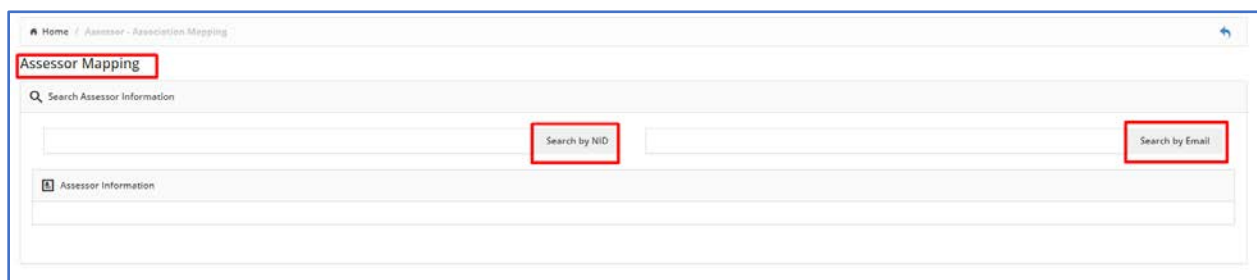 Home / Assessor - Association Mapping
Assessor Mapping
Search Assessor Information
Search by NID Search by Email
Assessor Information